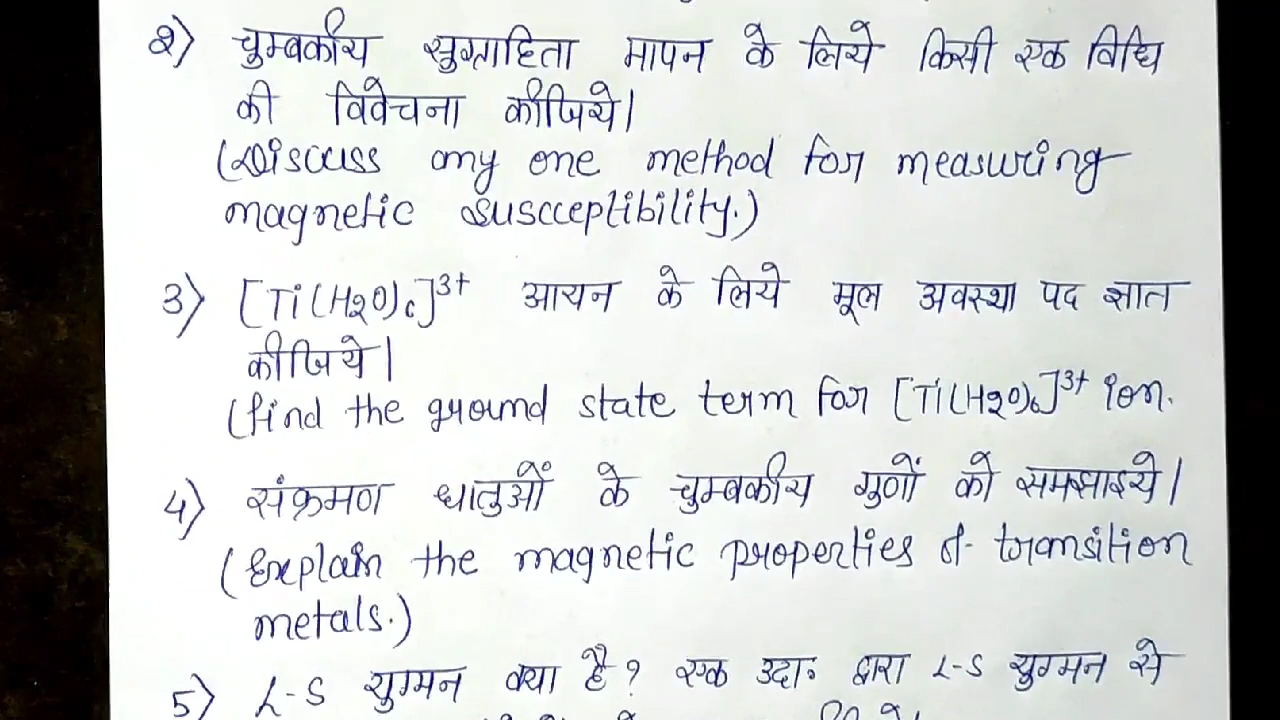 2) चुम्बकीय सुग्राहिता मापन के लिये किसी एक विधि
की विवेचना कीजिये।
(Discuss any one method for measuring
magnetic susceptibility.)
3) [Ti(H2O)6]3+ आयन के लिये मूल अवस्था पद ज्ञात
कीजिये।
(find the ground state term for [Ti(H2O)6]3+ ion.
4) संक्रमण धातुओं के चुम्बकीय गुणों को समझाइये।
(Explain the magnetic properties of transition
metals.)
5) L-S युग्मन क्या है? एक उदा० द्वारा L-S युग्मन से